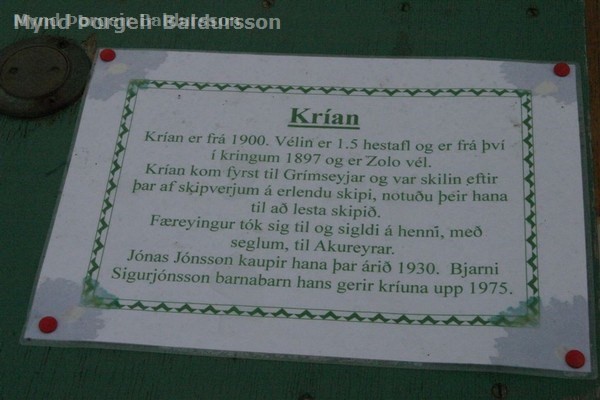 Mynd Þorgeir Baldursson
Krían
Krían er frá 1900. Vélin er 1.5 hestafl og er frá því
í kringum 1897 og er Zolo vél.
Krían kom fyrst til Grímseyjar og var skilin eftir
þar af skipverjum á erlendu skipi, notuðu þeir hana
til að lesta skipið.
Færeyingur tók sig til og sigldi á henni, með
seglum, til Akureyrar.
Jónas Jónsson kaupir hana þar árið 1930. Bjarni
Sigurjónsson barnabarn hans gerir kríuna upp 1975.